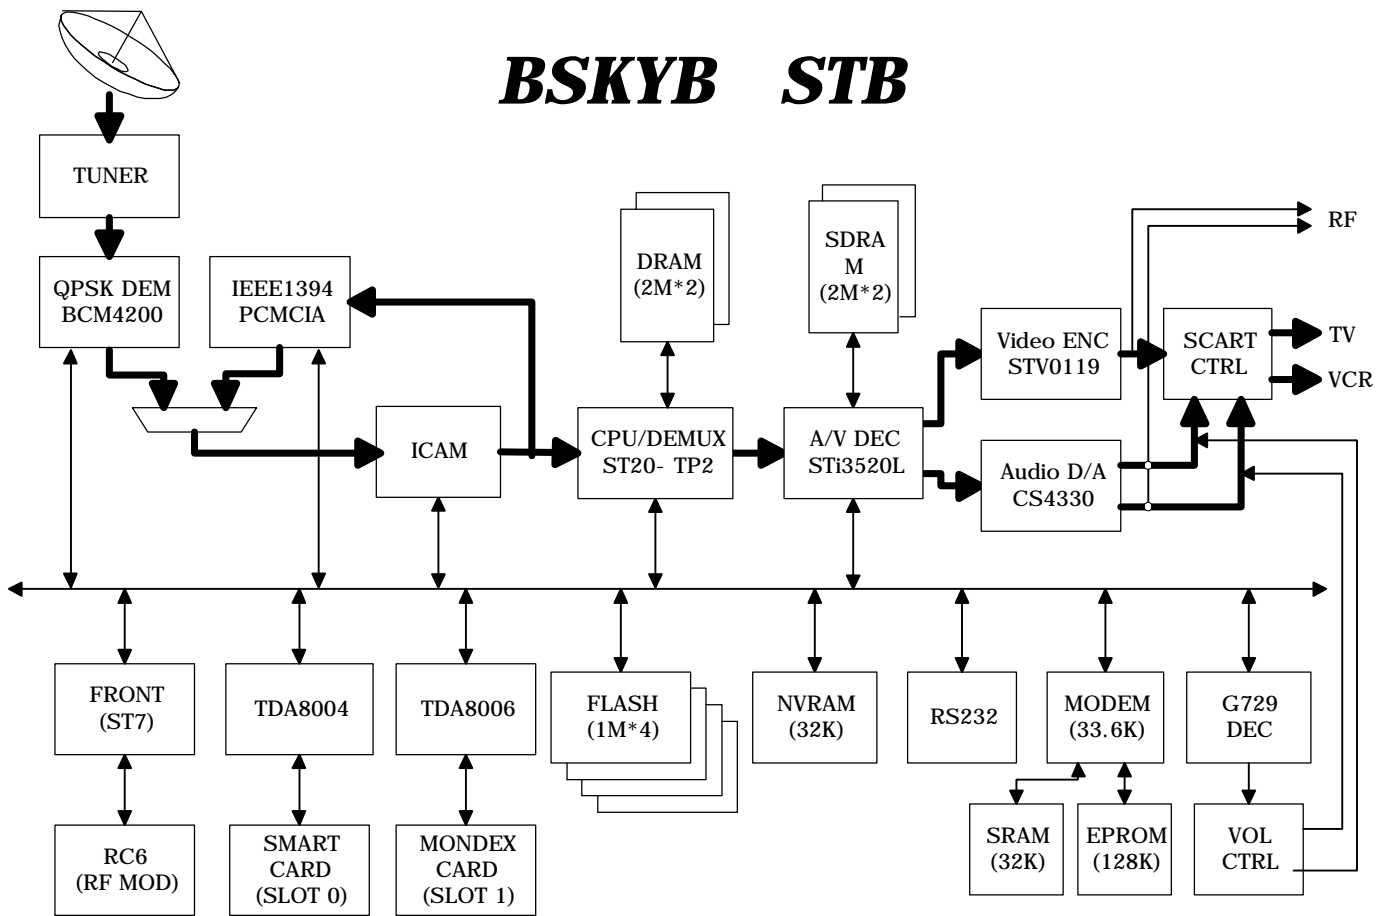 BSKYB STB
TUNER
QPSK DEM
BCM4200
IEEE1394
PCMCIA
DRAM
(2M*2)
SDRA
M
(2M*2)
Video ENC
STV0119
SCART
CTRL
RF
TV
VCR
ICAM
CPU/DEMUX
ST20- TP2
A/V DEC
STi3520L
Audio D/A
CS4330
FRONT
(ST7)
TDA8004
TDA8006
FLASH
(1M*4)
NVRAM
(32K)
RS232
MODEM
(33.6K)
G729
DEC
RC6
(RF MOD)
SMART
CARD
(SLOT 0)
MONDEX
CARD
(SLOT 1)
SRAM
(32K)
EPROM
(128K)
VOL
CTRL